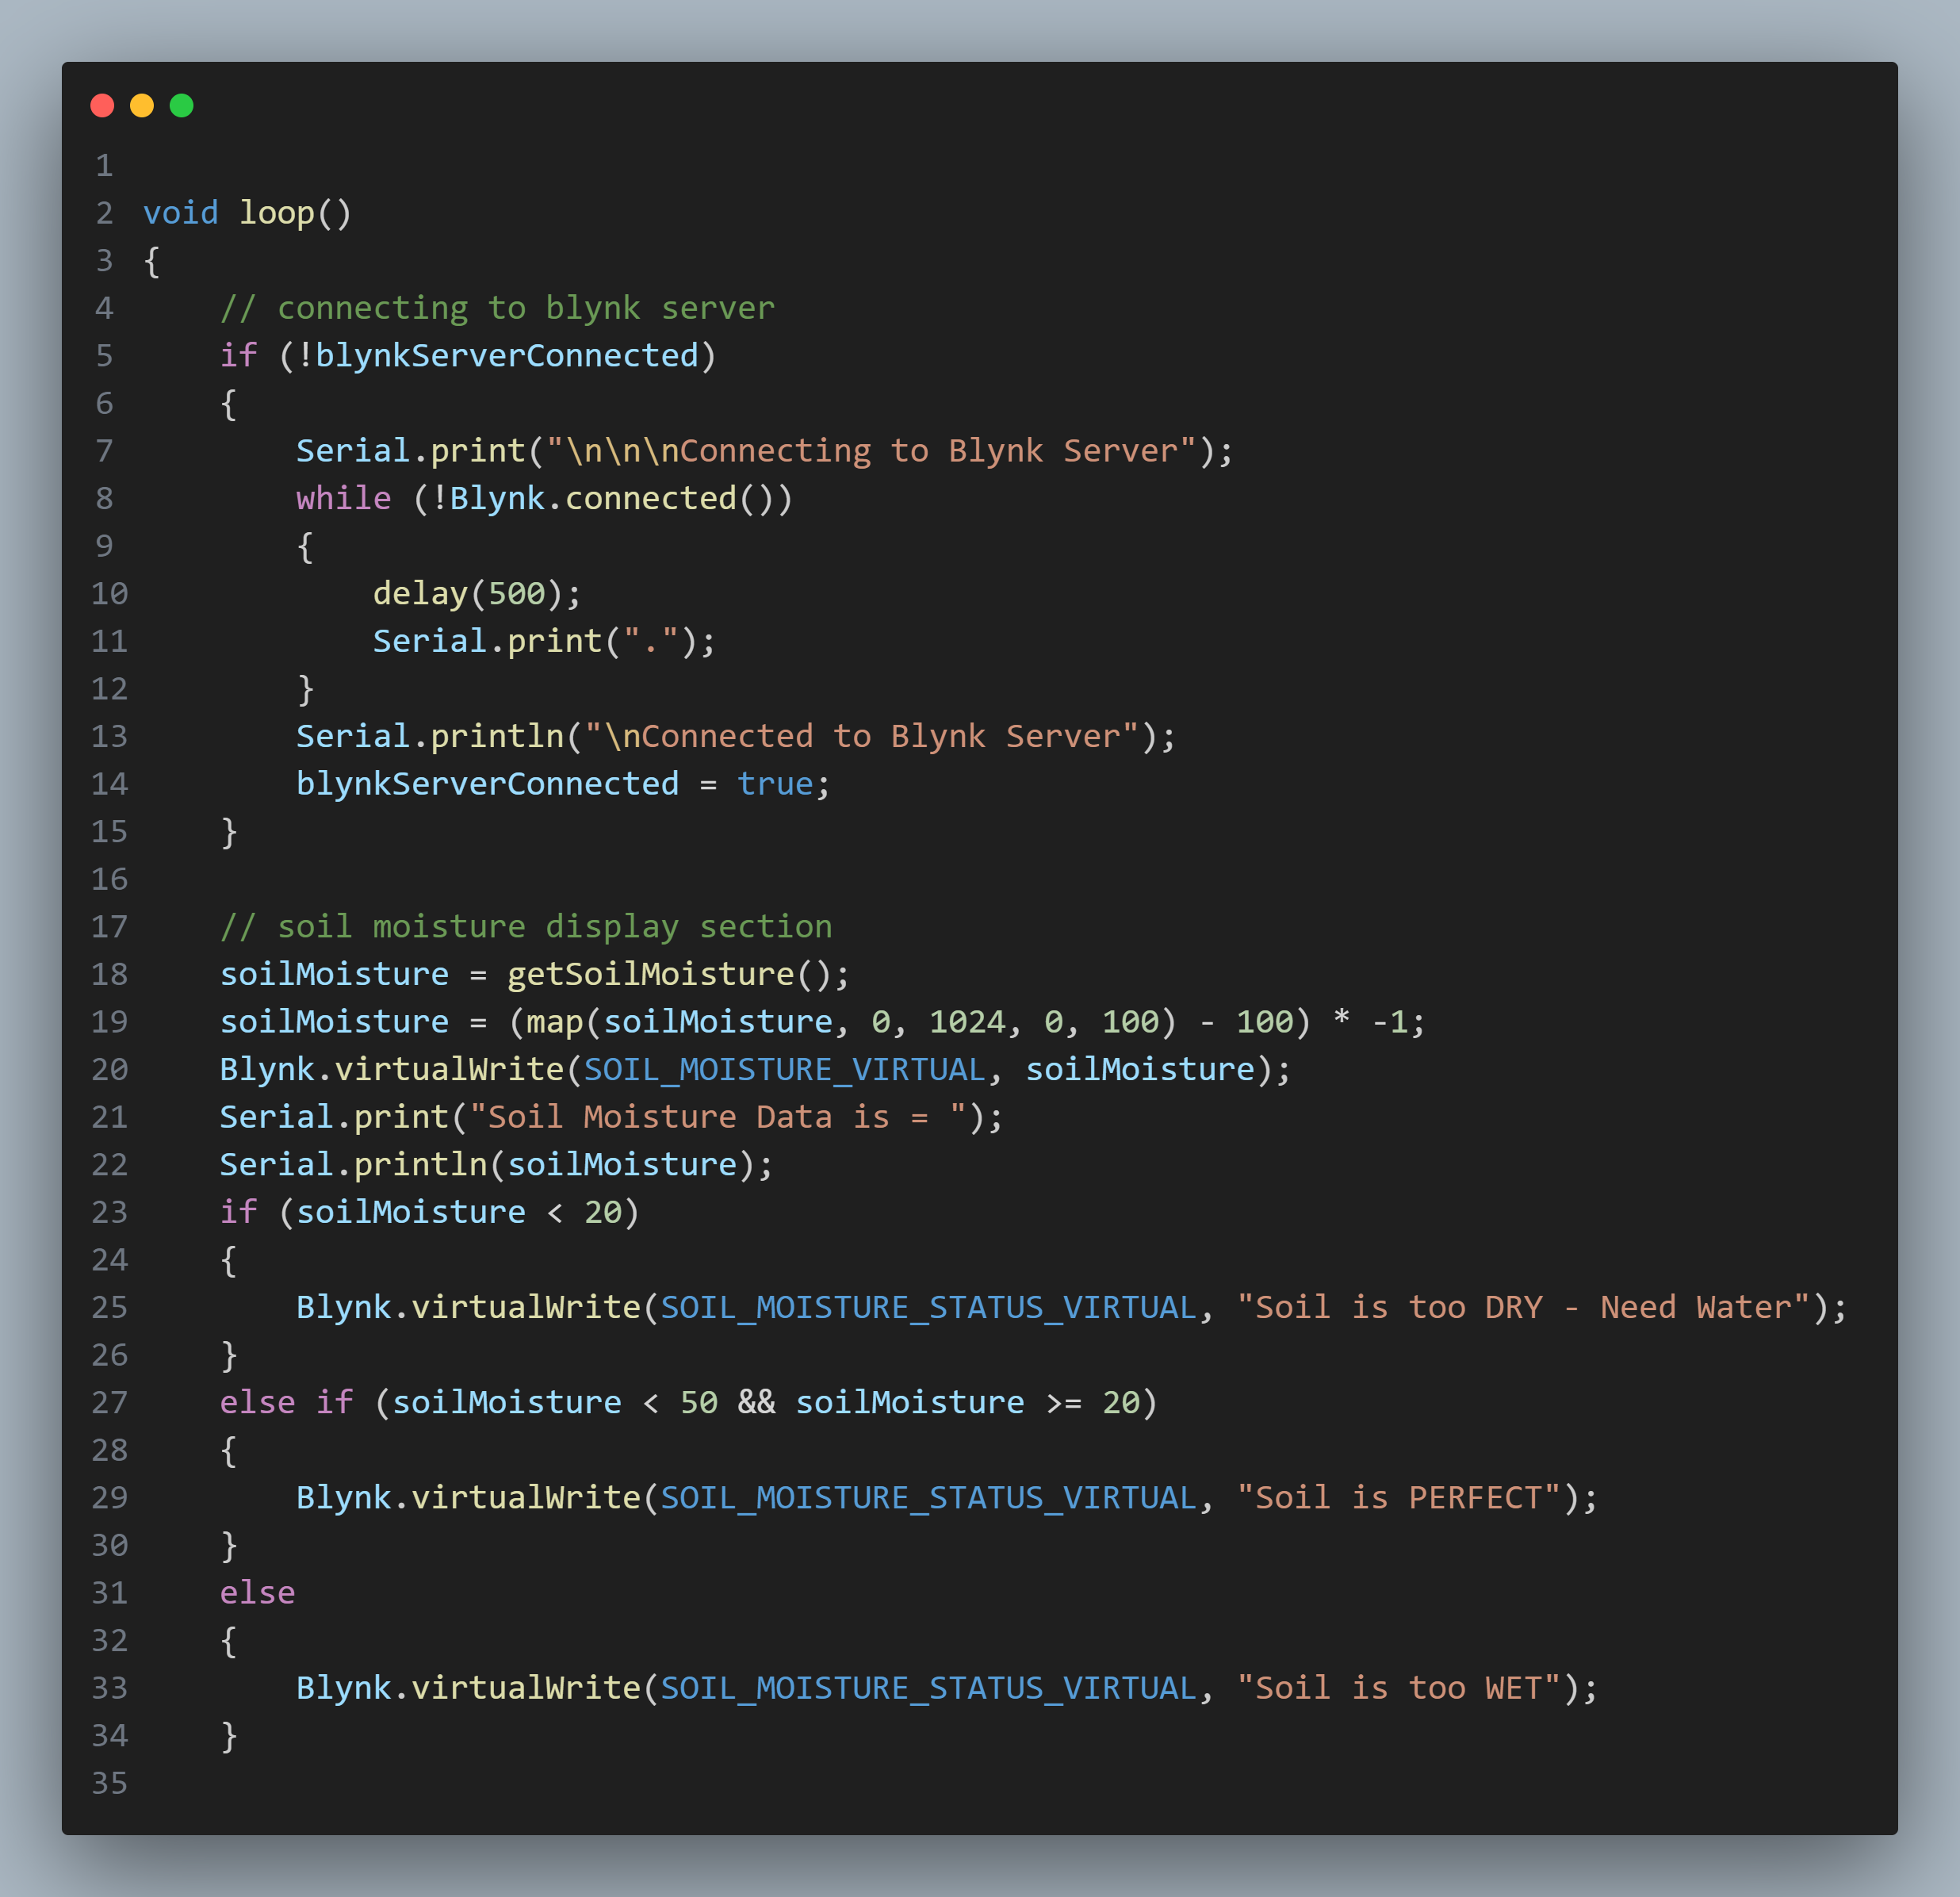 1
2 void loop()
3 {
4     // connecting to blynk server
5     if (!blynkServerConnected)
6     {
7         Serial.print("\n\n\nConnecting to Blynk Server");
8         while (!Blynk.connected())
9         {
10             delay(500);
11             Serial.print(".");
12         }
13         Serial.println("\nConnected to Blynk Server");
14         blynkServerConnected = true;
15     }
16
17     // soil moisture display section
18     soilMoisture = getSoilMoisture();
19     soilMoisture = (map(soilMoisture, 0, 1024, 0, 100) - 100) * -1;
20     Blynk.virtualWrite(SOIL_MOISTURE_VIRTUAL, soilMoisture);
21     Serial.print("Soil Moisture Data is = ");
22     Serial.println(soilMoisture);
23     if (soilMoisture < 20)
24     {
25         Blynk.virtualWrite(SOIL_MOISTURE_STATUS_VIRTUAL, "Soil is too DRY - Need Water");
26     }
27     else if (soilMoisture < 50 && soilMoisture >= 20)
28     {
29         Blynk.virtualWrite(SOIL_MOISTURE_STATUS_VIRTUAL, "Soil is PERFECT");
30     }
31     else
32     {
33         Blynk.virtualWrite(SOIL_MOISTURE_STATUS_VIRTUAL, "Soil is too WET");
34     }
35